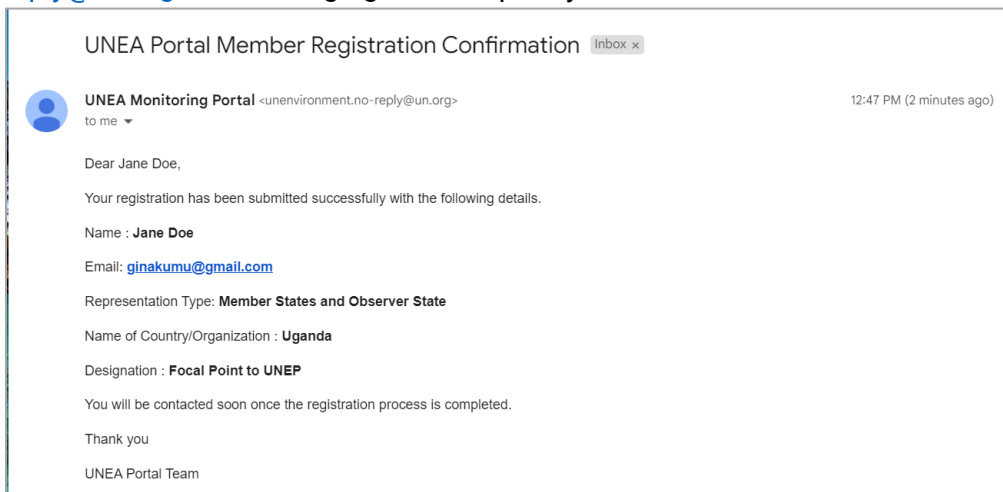 UNEA Portal Member Registration Confirmation Inbox x
UNEA Monitoring Portal <unenvironment.no-reply@un.org> 12:47 PM (2 minutes ago)
to me
Dear Jane Doe,
Your registration has been submitted successfully with the following details.
Name : Jane Doe
Email: ginakumu@gmail.com
Representation Type: Member States and Observer State
Name of Country/Organization : Uganda
Designation : Focal Point to UNEP
You will be contacted soon once the registration process is completed.
Thank you
UNEA Portal Team